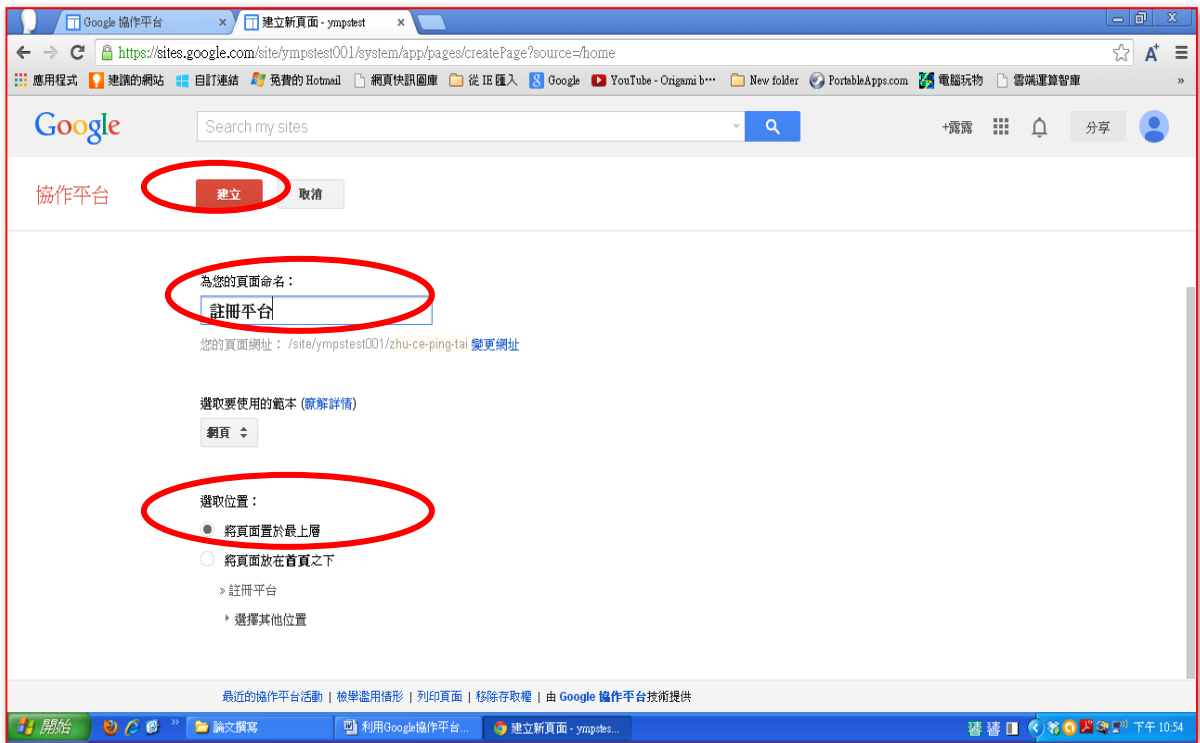 Google 協作平台 × 建立新頁面 - ympstest ×
https://sites.google.com/site/ympstest001/system/app/pages/createPage?source=/home
應用程式 建議的網站 自訂連結 免費的 Hotmail 網頁快訊圖庫 從 IE 匯入 Google YouTube - Origami b… New folder PortableApps.com 電腦玩物 雲端運算智庫 »
Google Search my sites +露露 分享
協作平台 建立 取消
為您的頁面命名：
註冊平台
您的頁面網址： /site/ympstest001/zhu-ce-ping-tai 變更網址
選取要使用的範本 (瞭解詳情)
網頁
選取位置：
將頁面置於最上層
將頁面放在首頁之下
» 註冊平台
選擇其他位置
最近的協作平台活動 | 檢舉濫用情形 | 列印頁面 | 移除存取權 | 由 Google 協作平台技術提供
開始 » 論文撰寫 利用Google協作平台... 建立新頁面 - ympstes... 下午 10:54